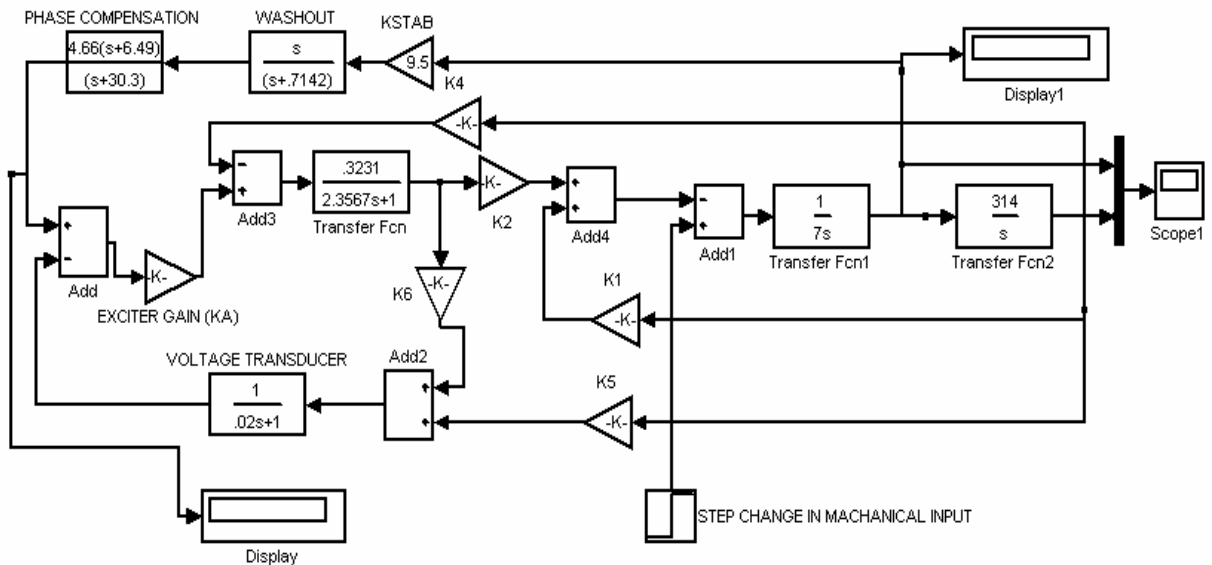 PHASE COMPENSATION
WASHOUT
KSTAB
4.66(s+6.49)
(s+30.3)
s
(s+.7142)
9.5
K4
Display1
-K-
.3231
2.3567s+1
Transfer Fcn
Add3
-K-
K2
Add4
Add1
1
7s
Transfer Fcn1
314
s
Transfer Fcn2
Scope1
Add
-K-
EXCITER GAIN (KA)
-K-
K6
K1
-K-
VOLTAGE TRANSDUCER
1
.02s+1
Add2
K5
-K-
STEP CHANGE IN MACHANICAL INPUT
Display